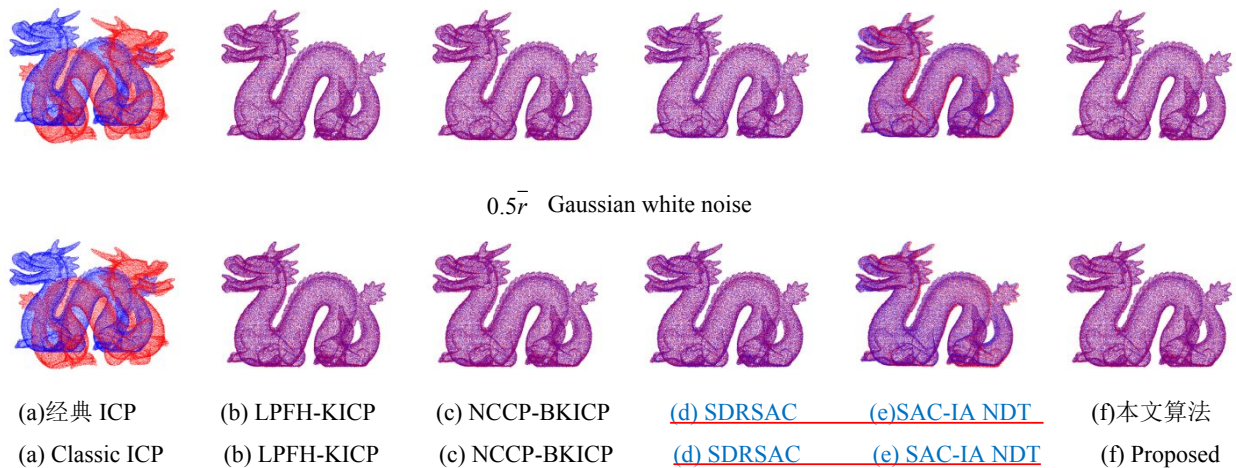 0.5r̅ Gaussian white noise
(a)经典 ICP (b) LPFH-KICP (c) NCCP-BKICP (d) SDRSAC (e)SAC-IA NDT (f)本文算法
(a) Classic ICP (b) LPFH-KICP (c) NCCP-BKICP (d) SDRSAC (e) SAC-IA NDT (f) Proposed